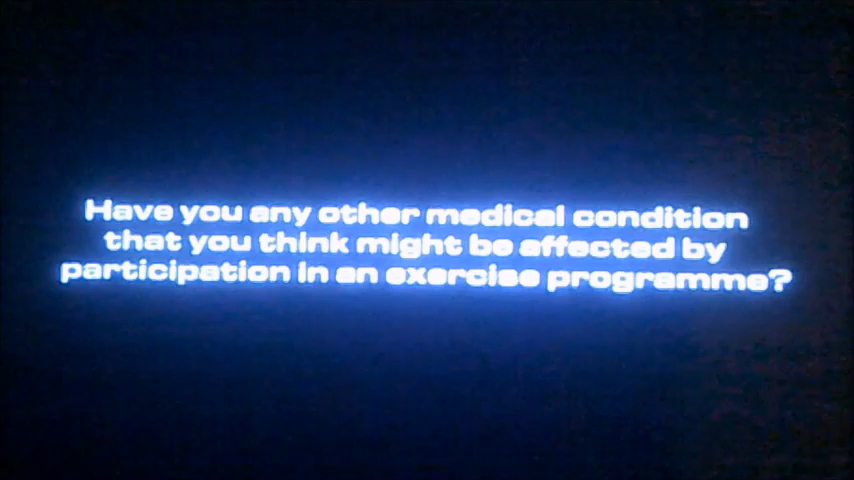 Have you any other medical condition
that you think might be affected by
participation in an exercise programme?